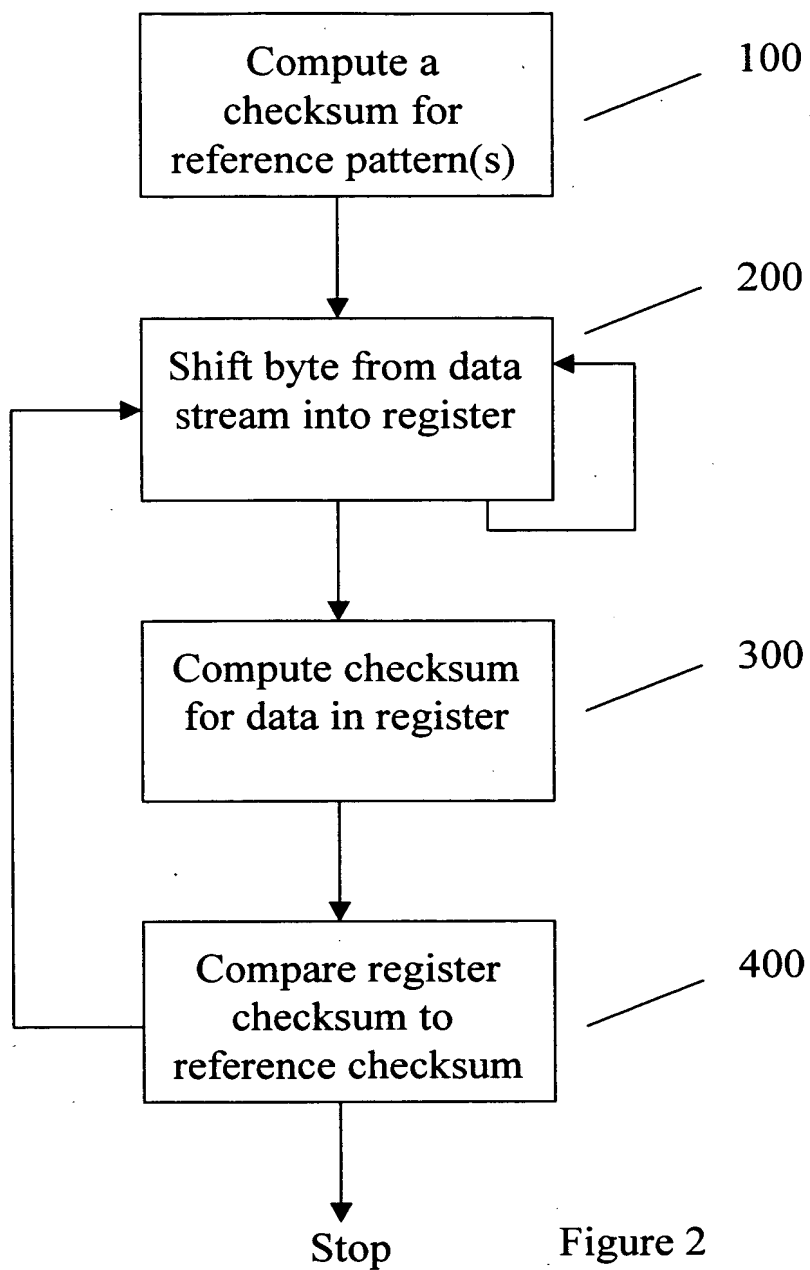 Compute a
checksum for
reference pattern(s)
100
Shift byte from data
stream into register
200
Compute checksum
for data in register
300
Compare register
checksum to
reference checksum
400
Stop
Figure 2